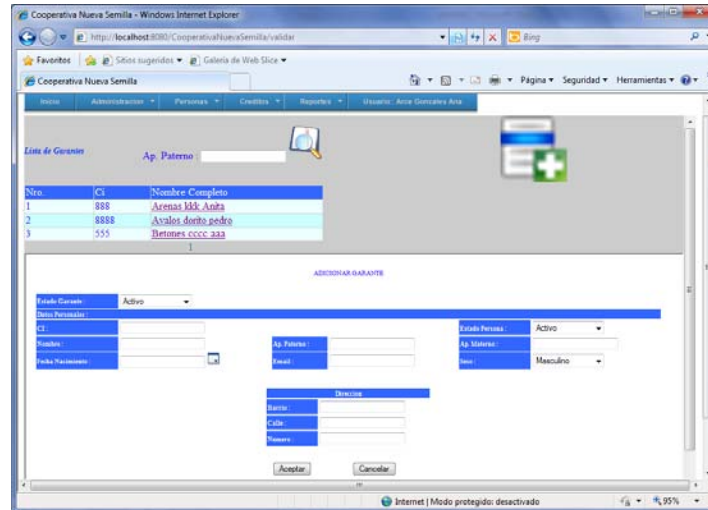 Cooperativa Nueva Semilla - Windows Internet Explorer
http://localhost:8080/CooperativaNuevaSemilla/validar
Bing
Favoritos Sitios sugeridos Galería de Web Slice
Cooperativa Nueva Semilla
Página Seguridad Herramientas
Inicio Administracion Personas Creditos Reportes Usuario: Arce Gonzales Ana
Lista de Garantes
Ap. Paterno :
Nro. Ci Nombre Completo
1 888 Arenas kkk Anita
2 8888 Avalos dorito pedro
3 555 Betones cccc aaa
1
ADICIONAR GARANTE
Estado Garante : Activo
Datos Personales :
CI : Estado Persona : Activo
Nombre : Ap. Paterno : Ap. Materno :
Fecha Nacimiento : Email : Sexo : Masculino
Direccion
Barrio :
Calle :
Numero :
Aceptar Cancelar
Internet | Modo protegido: desactivado 95%